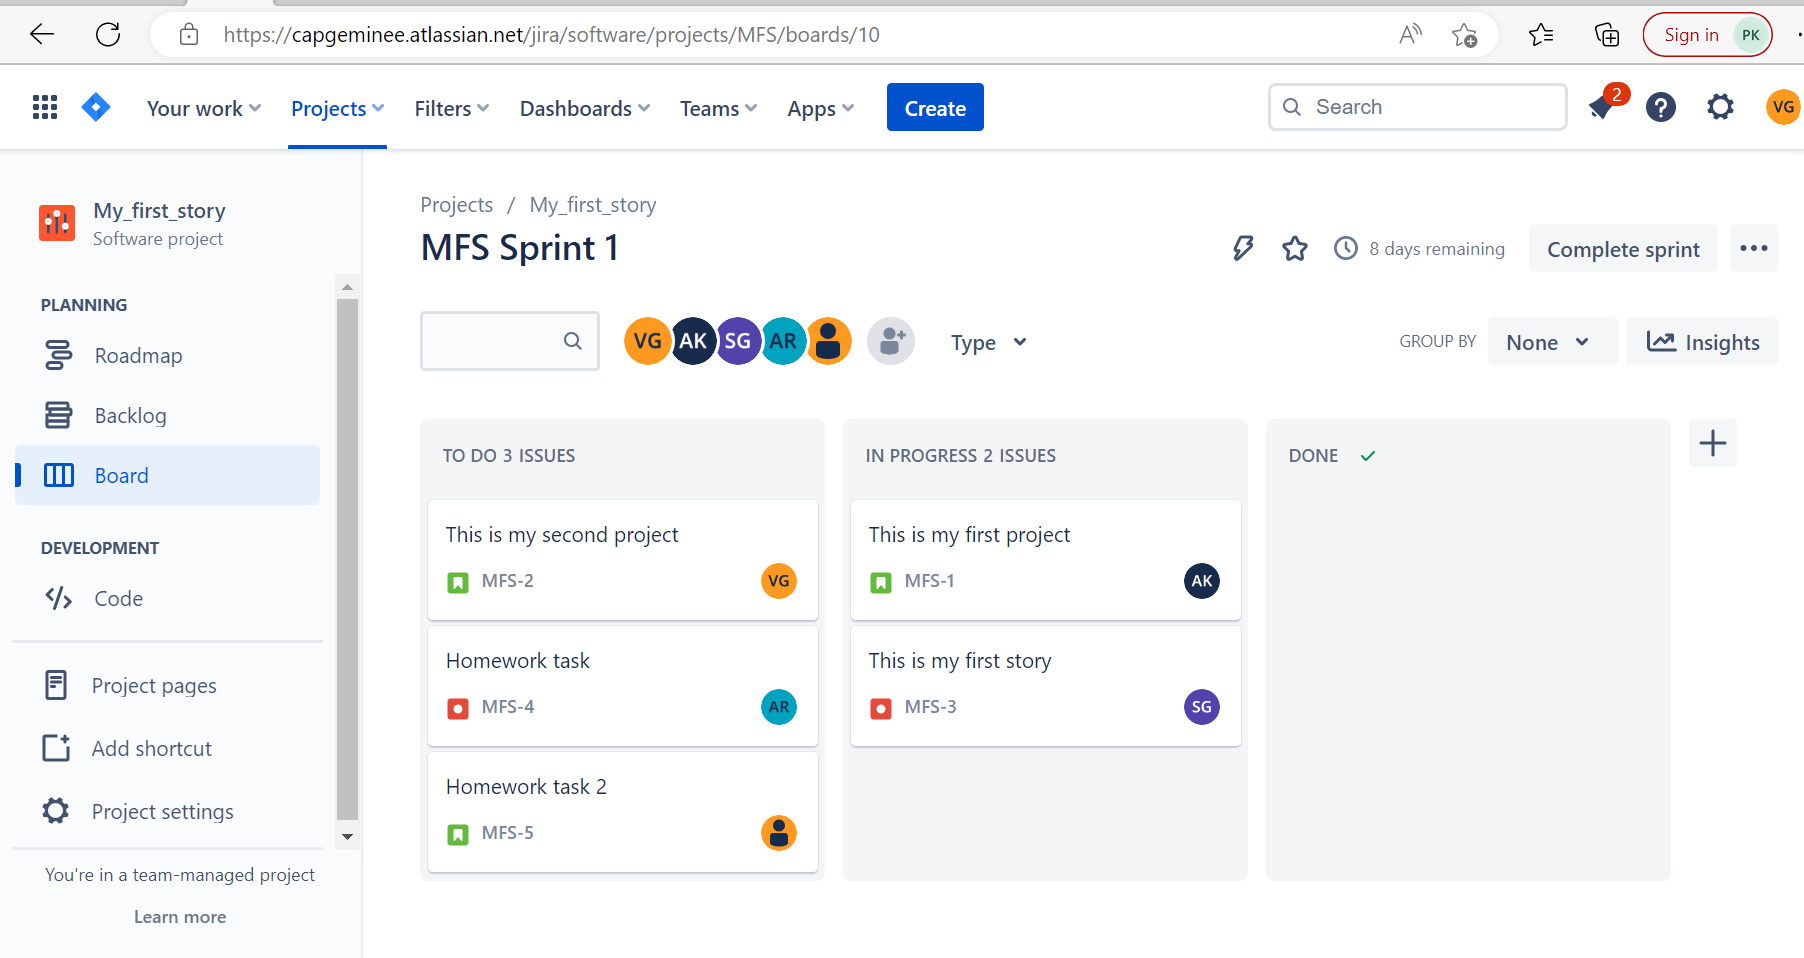 https://capgeminee.atlassian.net/jira/software/projects/MFS/boards/10
Sign in PK
Your work Projects Filters Dashboards Teams Apps Create
Search
2
VG
My_first_story
Software project
PLANNING
Roadmap
Backlog
Board
DEVELOPMENT
Code
Project pages
Add shortcut
Project settings
You're in a team-managed project
Learn more
Projects / My_first_story
MFS Sprint 1
8 days remaining
Complete sprint
VG AK SG AR
Type
GROUP BY None
Insights
TO DO 3 ISSUES
This is my second project
MFS-2 VG
Homework task
MFS-4 AR
Homework task 2
MFS-5
IN PROGRESS 2 ISSUES
This is my first project
MFS-1 AK
This is my first story
MFS-3 SG
DONE